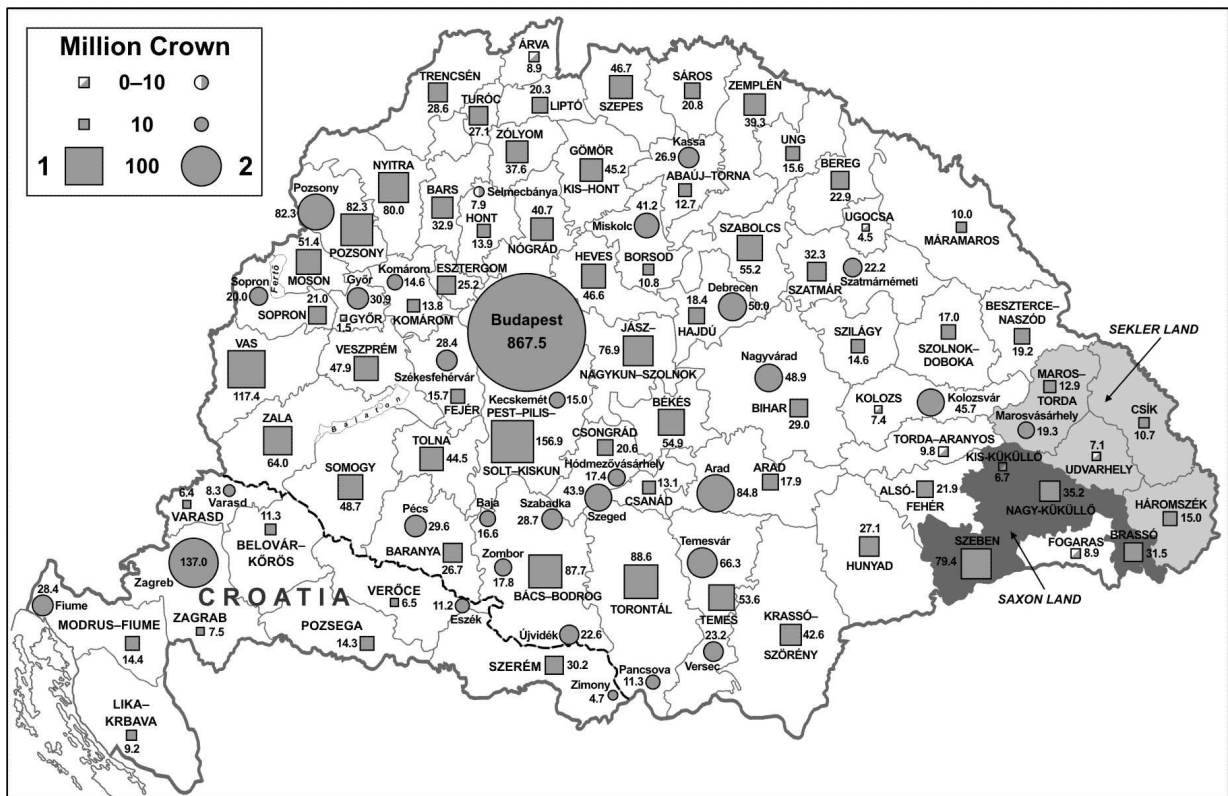 Million Crown
0–10
10
1 100 2
ÁRVA
8.9
TRENCSÉN
28.6
TURÓC
27.1
20.3
LIPTÓ
46.7
SZEPES
SÁROS
20.8
ZEMPLÉN
39.3
UNG
15.6
BEREG
22.9
UGOCSA
4.5
10.0
MÁRAMAROS
ZÓLYOM
37.6
GÖMÖR
45.2
KIS–HONT
Kassa
26.9
ABAÚJ–TORNA
12.7
NYITRA
80.0
BARS
32.9
Selmecbánya
7.9
HONT
13.9
40.7
NÓGRÁD
41.2
Miskolc
Pozsony
82.3
82.3
POZSONY
51.4
MOSON
Fertő
Sopron
20.0
21.0
SOPRON
Győr
30.9
GYŐR
1.5
Komárom
14.6
13.8
KOMÁROM
ESZTERGOM
25.2
HEVES
46.6
BORSOD
10.8
SZABOLCS
55.2
32.3
SZATMÁR
22.2
Szatmárnémeti
Debrecen
50.0
18.4
HAJDÚ
BESZTERCE–
NASZÓD
19.2
SEKLER LAND
17.0
SZOLNOK–
DOBOKA
SZILÁGY
14.6
Budapest
867.5
JÁSZ–
76.9
NAGYKUN–SZOLNOK
VAS
117.4
VESZPRÉM
47.9
28.4
Székesfehérvár
15.7
FEJÉR
Balaton
Kecskemét
15.0
PEST–PILIS–
156.9
SOLT–KISKUN
Nagyvárad
48.9
BIHAR
29.0
KOLOZS
7.4
Kolozsvár
45.7
MAROS–
12.9
TORDA
Marosvásárhely
19.3
CSÍK
10.7
7.1
UDVARHELY
TORDA–ARANYOS
9.8
KIS-KÜKÜLLŐ
6.7
35.2
NAGY-KÜKÜLLŐ
HÁROMSZÉK
15.0
BRASSÓ
31.5
FOGARAS
8.9
SZEBEN
79.4
SAXON LAND
ALSÓ–
FEHÉR
21.9
27.1
HUNYAD
ZALA
64.0
SOMOGY
48.7
TOLNA
44.5
CSONGRÁD
20.6
BÉKÉS
54.9
Hódmezővásárhely
17.4
43.9
Szeged
13.1
CSANÁD
Arad
84.8
ARAD
17.9
Pécs
29.6
BARANYA
26.7
Baja
16.6
Szabadka
28.7
Zombor
17.8
87.7
BÁCS–BODROG
88.6
TORONTÁL
Temesvár
66.3
53.6
TEMES
23.2
Versec
KRASSÓ–
42.6
SZÖRÉNY
6.4
VARASD
8.3
Varasd
11.3
BELOVÁR–
KÖRÖS
137.0
Zagreb
CROATIA
28.4
Fiume
MODRUS–FIUME
14.4
ZAGRAB
7.5
VERŐCE
6.5
POZSEGA
14.3
11.2
Eszék
Újvidék
22.6
SZERÉM
30.2
Zimony
4.7
Pancsova
11.3
LIKA–
KRBAVA
9.2